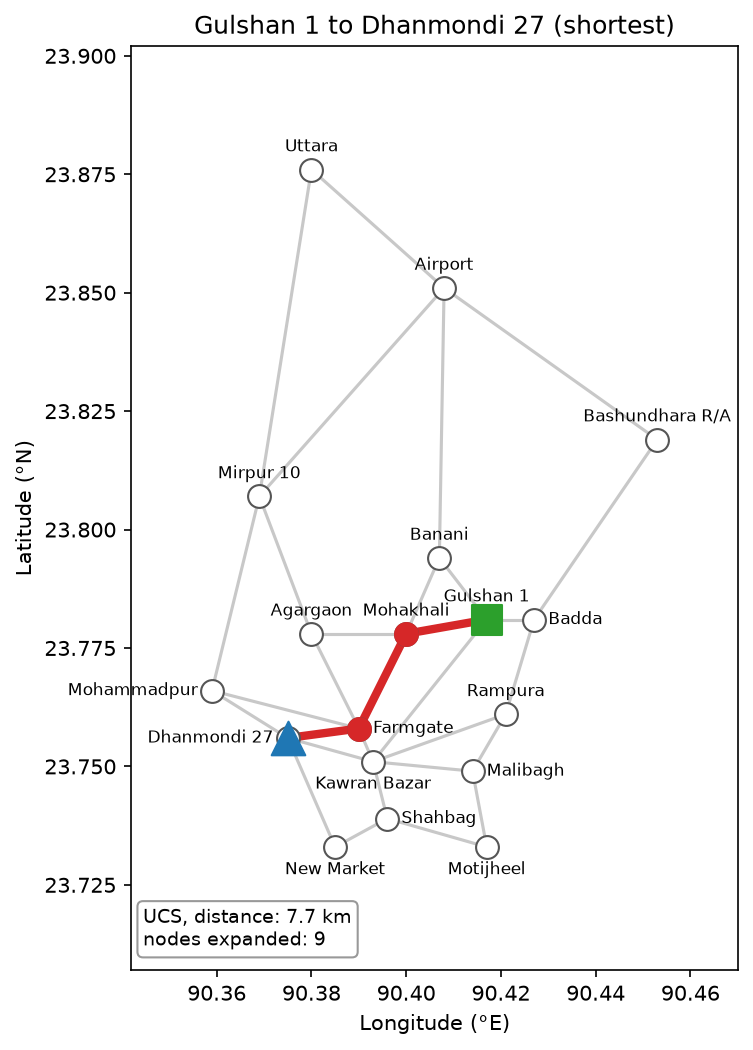 Gulshan 1 to Dhanmondi 27 (shortest)
23.900
23.875
23.850
23.825
23.800
23.775
23.750
23.725
Latitude (°N)
Uttara
Airport
Bashundhara R/A
Mirpur 10
Banani
Gulshan 1
Agargaon
Mohakhali
Badda
Mohammadpur
Rampura
Dhanmondi 27
Farmgate
Kawran Bazar
Malibagh
Shahbag
New Market
Motijheel
UCS, distance: 7.7 km
nodes expanded: 9
90.36
90.38
90.40
90.42
90.44
90.46
Longitude (°E)